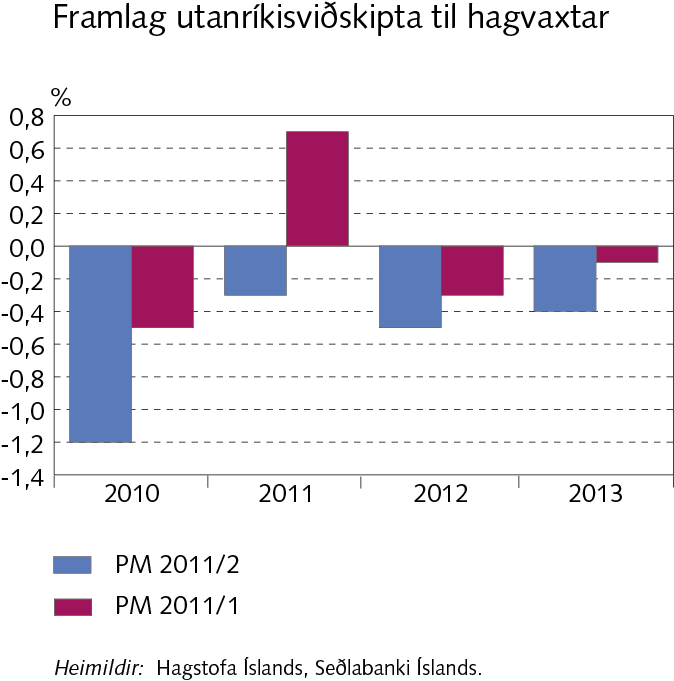 Framlag utanríkisviðskipta til hagvaxtar
%
0,8
0,6
0,4
0,2
0,0
-0,2
-0,4
-0,6
-0,8
-1,0
-1,2
-1,4
2010 2011 2012 2013
PM 2011/2
PM 2011/1
Heimildir: Hagstofa Íslands, Seðlabanki Íslands.